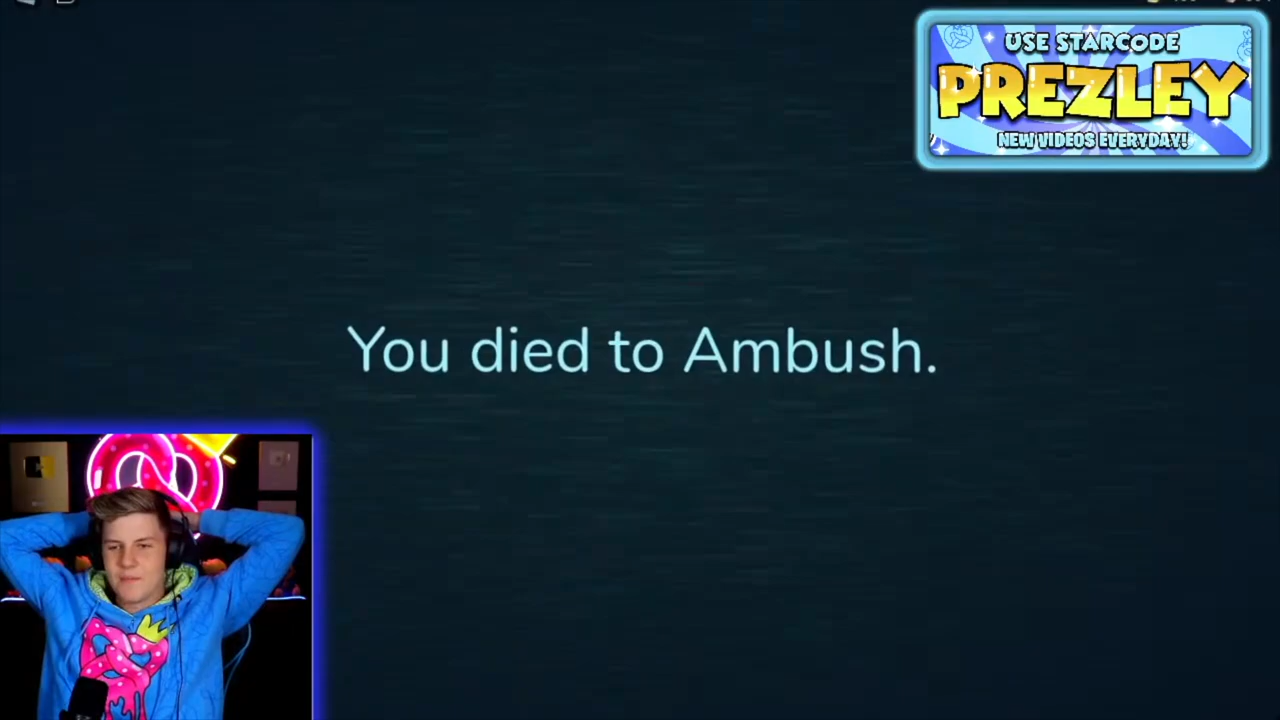 USE STARCODE
PREZLEY
NEW VIDEOS EVERYDAY!
You died to Ambush.